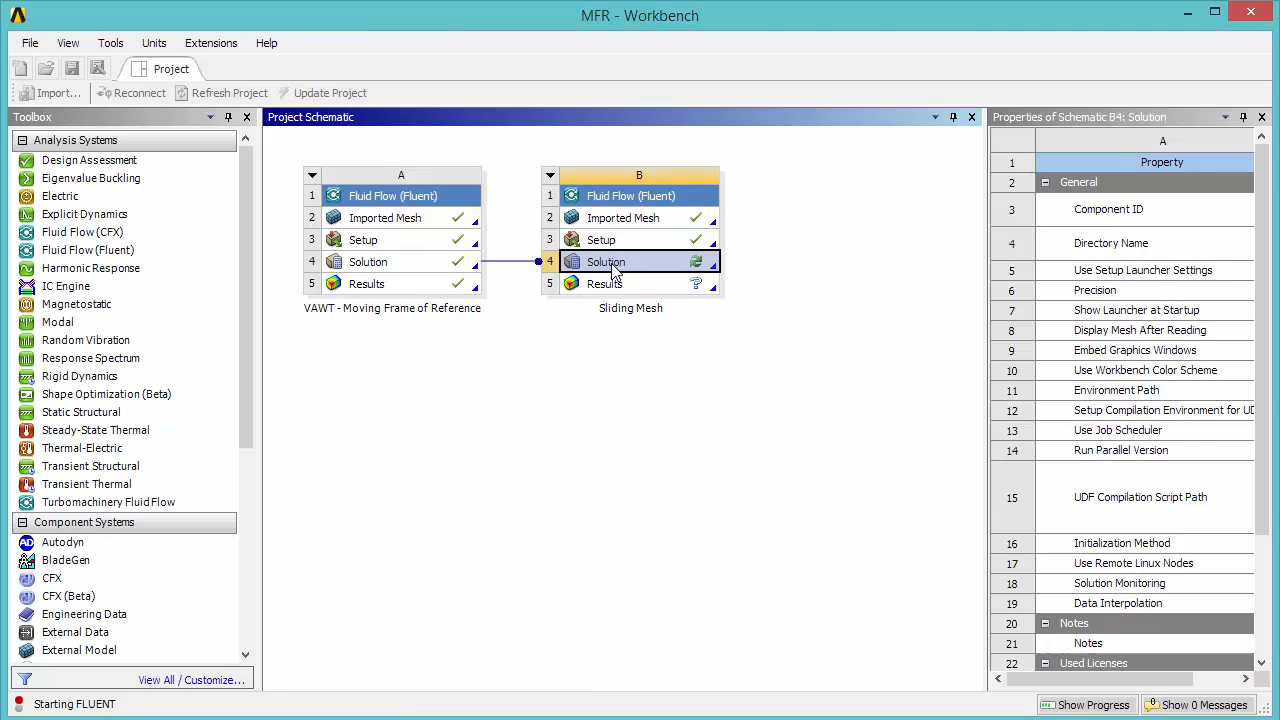 MFR - Workbench
File View Tools Units Extensions Help
Project
Import... Reconnect Refresh Project Update Project
Toolbox
Analysis Systems
Design Assessment
Eigenvalue Buckling
Electric
Explicit Dynamics
Fluid Flow (CFX)
Fluid Flow (Fluent)
Harmonic Response
IC Engine
Magnetostatic
Modal
Random Vibration
Response Spectrum
Rigid Dynamics
Shape Optimization (Beta)
Static Structural
Steady-State Thermal
Thermal-Electric
Transient Structural
Transient Thermal
Turbomachinery Fluid Flow
Component Systems
Autodyn
BladeGen
CFX
CFX (Beta)
Engineering Data
External Data
External Model
View All / Customize...
Project Schematic
A
1 Fluid Flow (Fluent)
2 Imported Mesh
3 Setup
4 Solution
5 Results
VAWT - Moving Frame of Reference
B
1 Fluid Flow (Fluent)
2 Imported Mesh
3 Setup
4 Solution
5 Results
Sliding Mesh
Properties of Schematic B4: Solution
A
1 Property
2 General
3 Component ID
4 Directory Name
5 Use Setup Launcher Settings
6 Precision
7 Show Launcher at Startup
8 Display Mesh After Reading
9 Embed Graphics Windows
10 Use Workbench Color Scheme
11 Environment Path
12 Setup Compilation Environment for UD
13 Use Job Scheduler
14 Run Parallel Version
15 UDF Compilation Script Path
16 Initialization Method
17 Use Remote Linux Nodes
18 Solution Monitoring
19 Data Interpolation
20 Notes
21 Notes
22 Used Licenses
Starting FLUENT
Show Progress Show 0 Messages